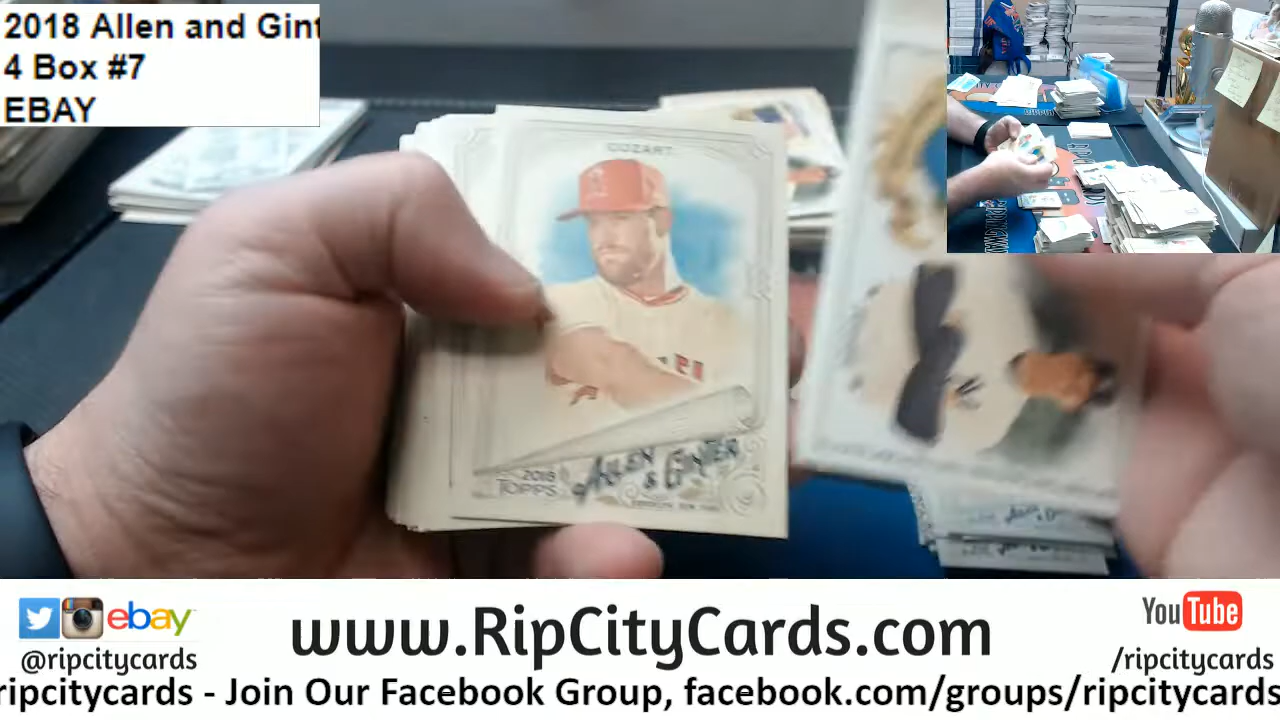 2018 Allen and Gint
4 Box #7
EBAY
COZART
2018
TOPPS
ALLEN
& GINTER
ebay
@ripcitycards
www.RipCityCards.com
YouTube
/ripcitycards
ripcitycards - Join Our Facebook Group, facebook.com/groups/ripcitycards